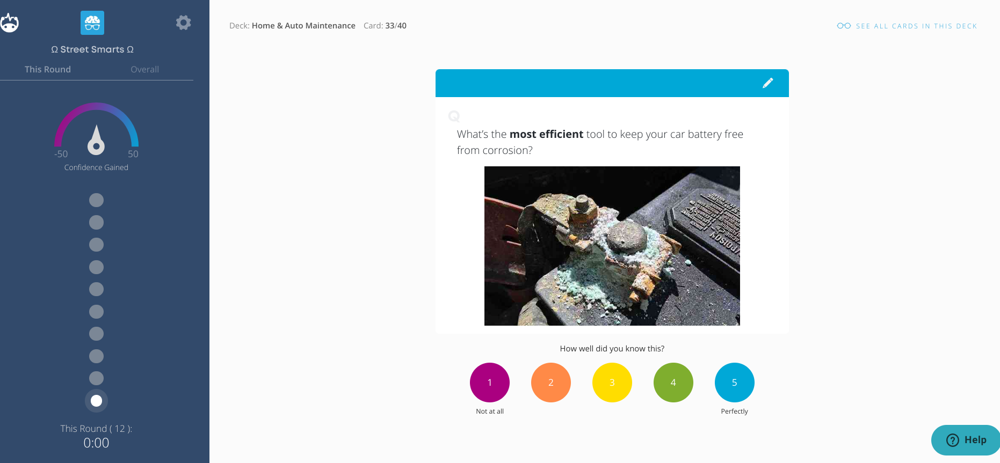 Ω Street Smarts Ω
This Round
Overall
-50
50
Confidence Gained
This Round ( 12 ):
0:00
Deck: Home & Auto Maintenance Card: 33/40
SEE ALL CARDS IN THIS DECK
Q
What's the most efficient tool to keep your car battery free
from corrosion?
POISON
How well did you know this?
1
2
3
4
5
Not at all
Perfectly
Help